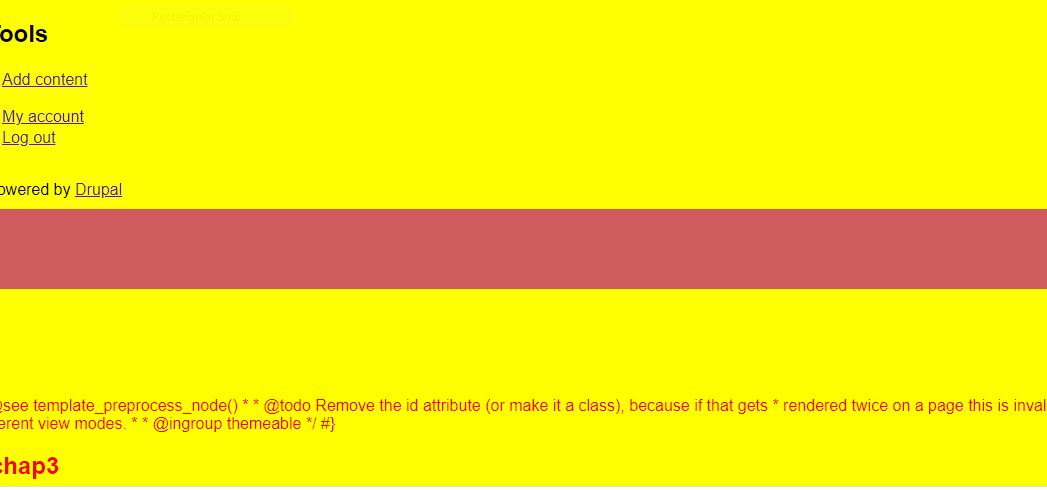 Rectangular Snip
Tools
Add content
My account
Log out
owered by Drupal
@see template_preprocess_node() * * @todo Remove the id attribute (or make it a class), because if that gets * rendered twice on a page this is inval
erent view modes. * * @ingroup themeable */ #}
chap3